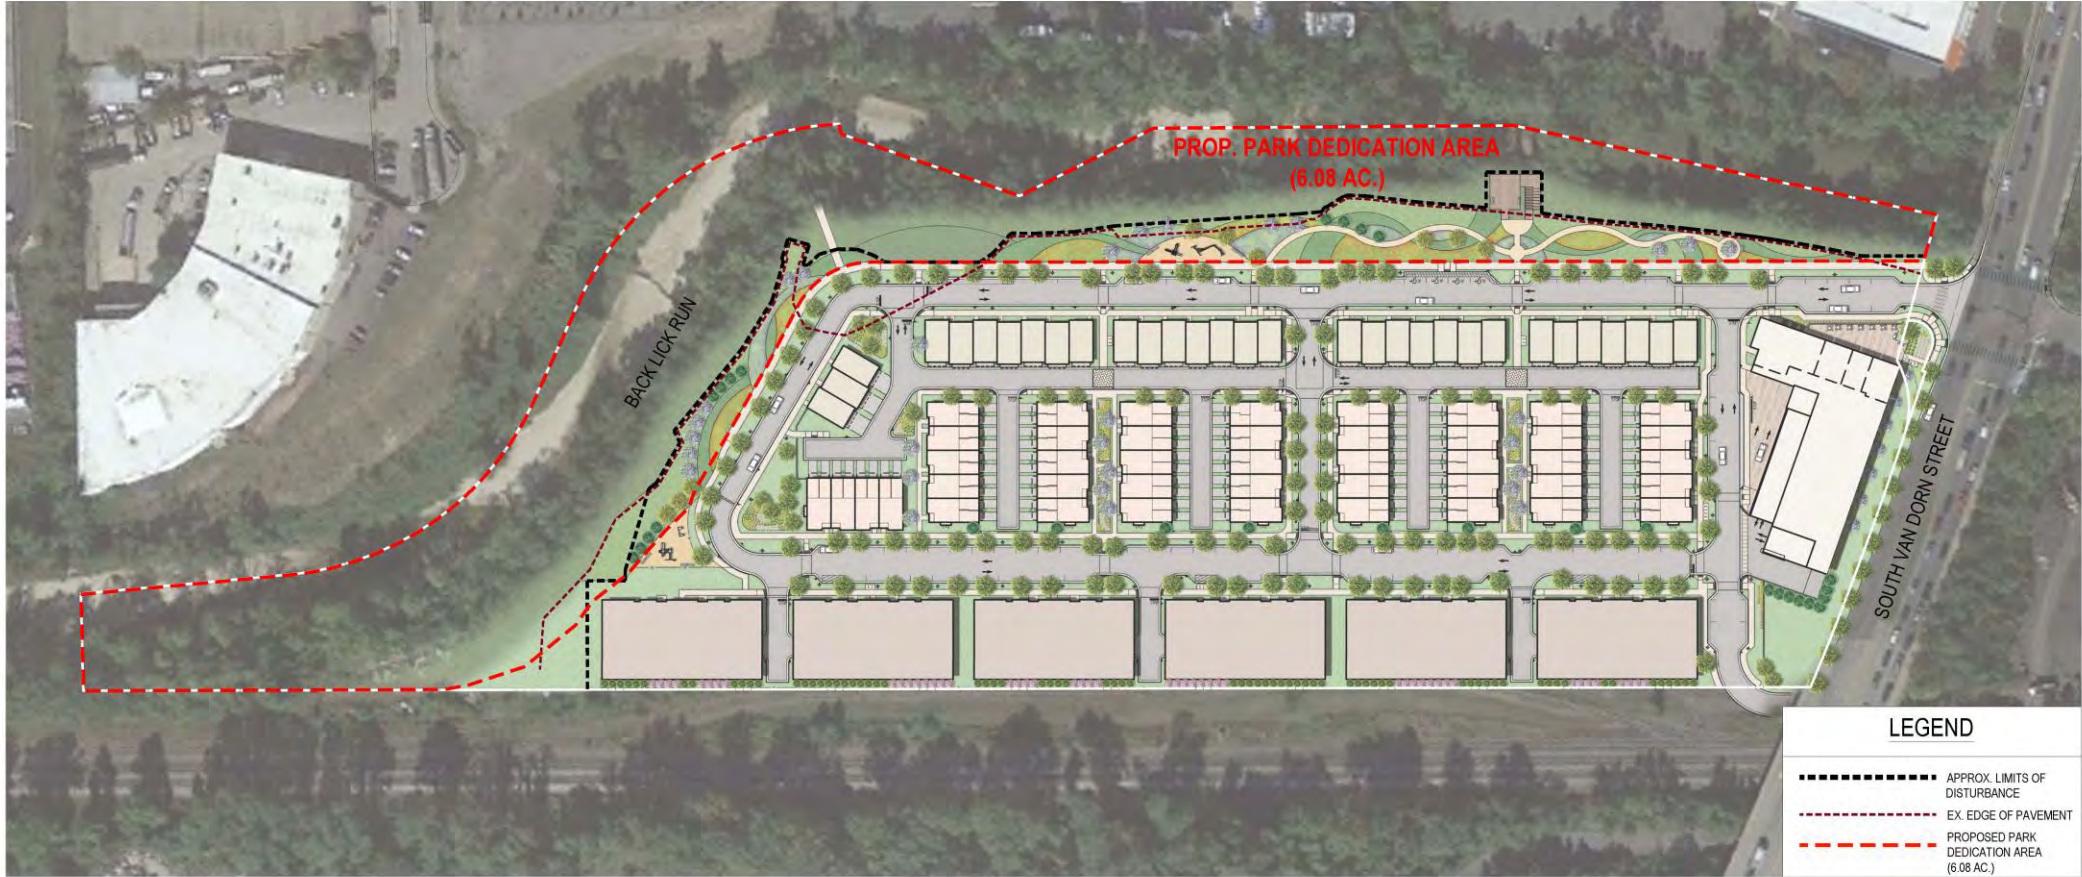 PROP. PARK DEDICATION AREA
(6.08 AC.)
BACK LICK RUN
SOUTH VAN DORN STREET
LEGEND
APPROX. LIMITS OF
DISTURBANCE
EX. EDGE OF PAVEMENT
PROPOSED PARK
DEDICATION AREA
(6.08 AC.)